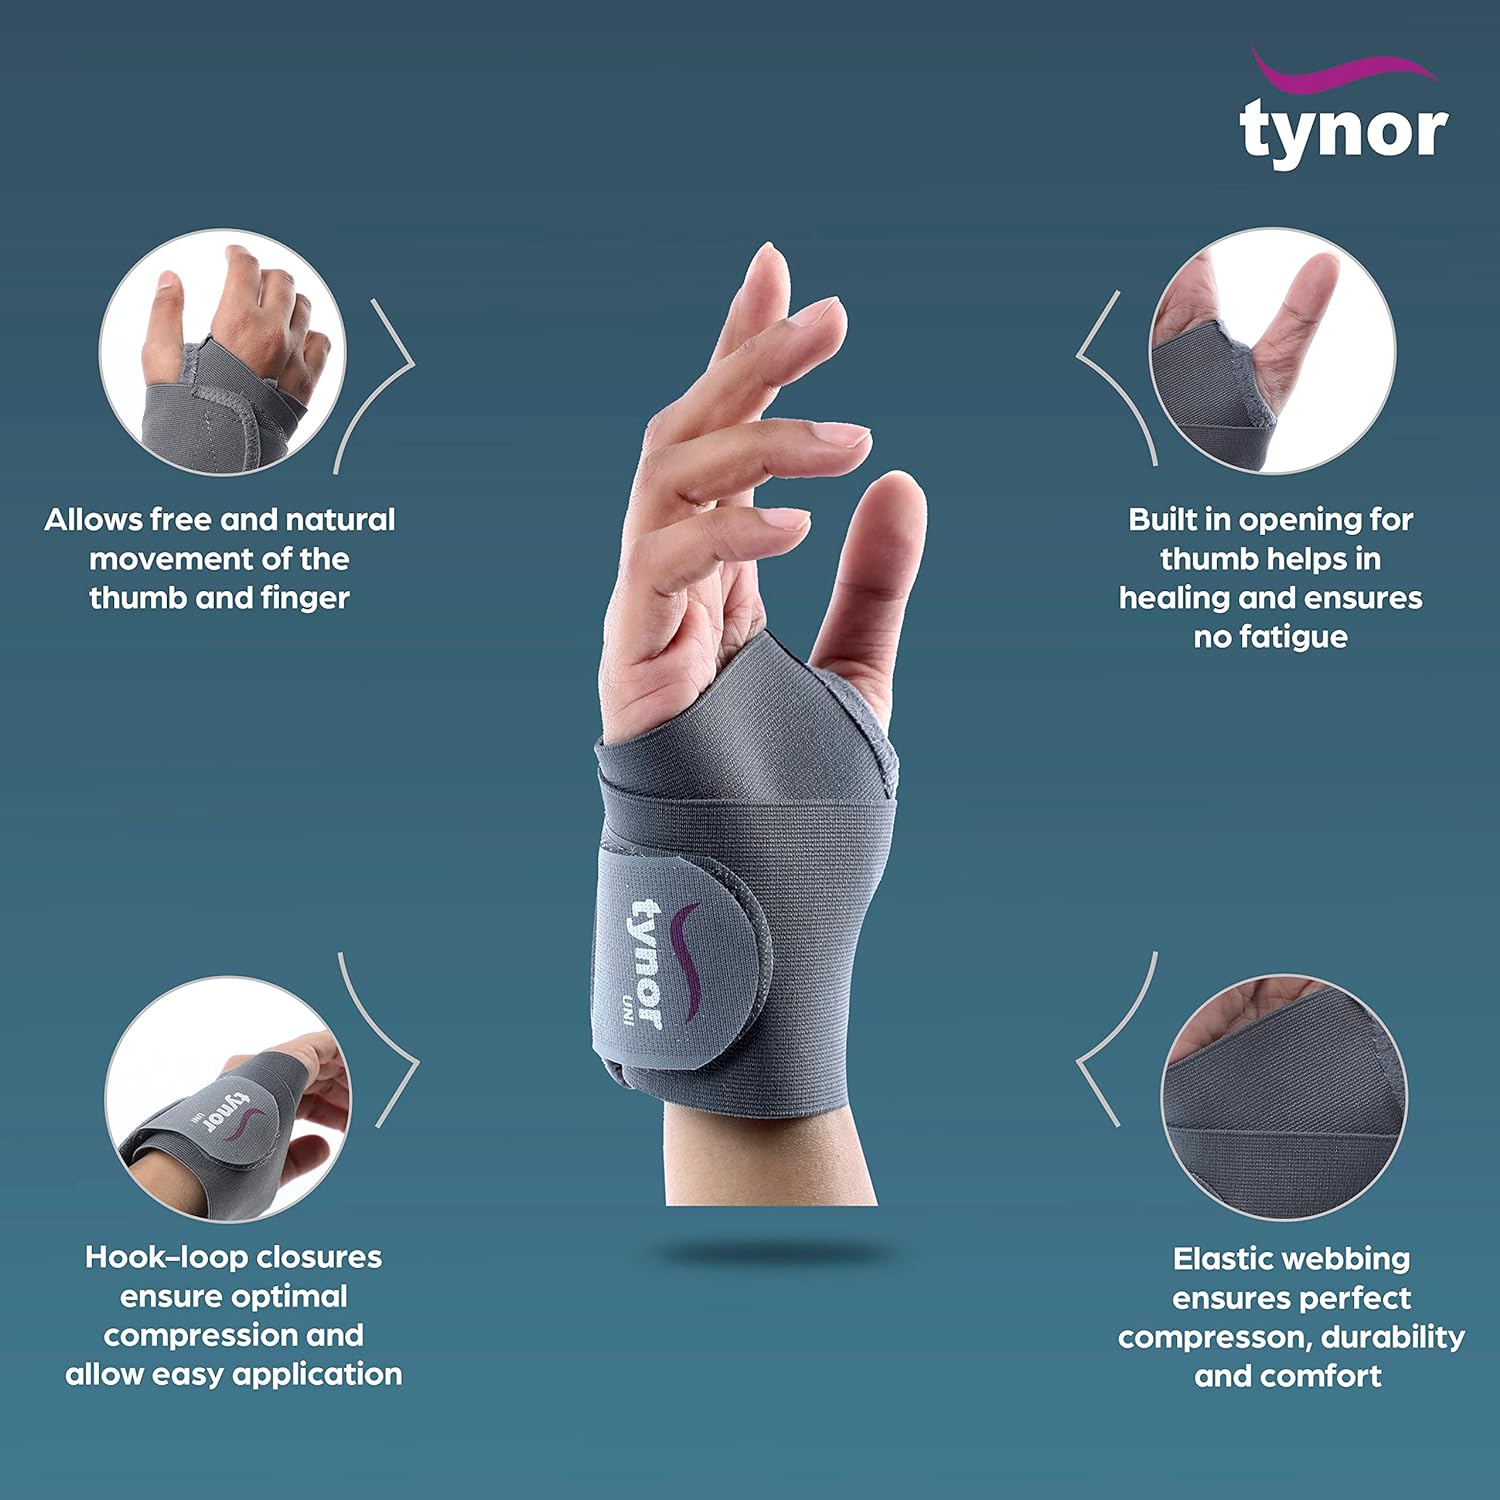 tynor
Allows free and natural
movement of the
thumb and finger
Built in opening for
thumb helps in
healing and ensures
no fatigue
tynor
UNI
tynor
UNI
Hook-loop closures
ensure optimal
compression and
allow easy application
Elastic webbing
ensures perfect
compresson, durability
and comfort